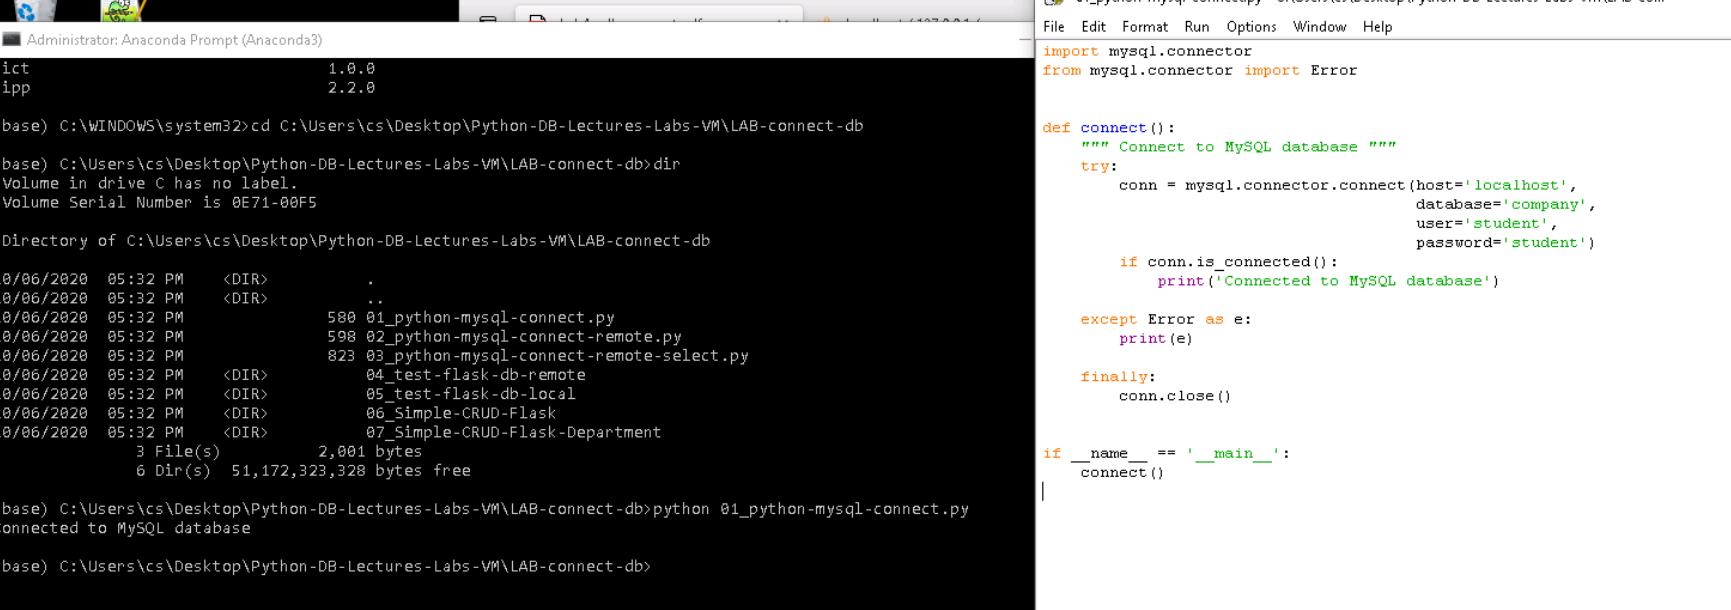 Administrator: Anaconda Prompt (Anaconda3)
ict 1.0.0
ipp 2.2.0
base) C:\WINDOWS\system32>cd C:\Users\cs\Desktop\Python-DB-Lectures-Labs-VM\LAB-connect-db
base) C:\Users\cs\Desktop\Python-DB-Lectures-Labs-VM\LAB-connect-db>dir
Volume in drive C has no label.
Volume Serial Number is 0E71-00F5
Directory of C:\Users\cs\Desktop\Python-DB-Lectures-Labs-VM\LAB-connect-db
0/06/2020 05:32 PM <DIR> .
0/06/2020 05:32 PM <DIR> ..
0/06/2020 05:32 PM 580 01_python-mysql-connect.py
0/06/2020 05:32 PM 598 02_python-mysql-connect-remote.py
0/06/2020 05:32 PM 823 03_python-mysql-connect-remote-select.py
0/06/2020 05:32 PM <DIR> 04_test-flask-db-remote
0/06/2020 05:32 PM <DIR> 05_test-flask-db-local
0/06/2020 05:32 PM <DIR> 06_Simple-CRUD-Flask
0/06/2020 05:32 PM <DIR> 07_Simple-CRUD-Flask-Department
3 File(s) 2,001 bytes
6 Dir(s) 51,172,323,328 bytes free
base) C:\Users\cs\Desktop\Python-DB-Lectures-Labs-VM\LAB-connect-db>python 01_python-mysql-connect.py
onnected to MySQL database
base) C:\Users\cs\Desktop\Python-DB-Lectures-Labs-VM\LAB-connect-db>
File Edit Format Run Options Window Help
import mysql.connector
from mysql.connector import Error
def connect():
""" Connect to MySQL database """
try:
conn = mysql.connector.connect(host='localhost',
database='company',
user='student',
password='student')
if conn.is_connected():
print('Connected to MySQL database')
except Error as e:
print(e)
finally:
conn.close()
if __name__ == '__main__':
connect()